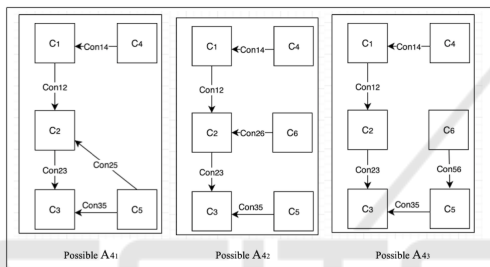 C1 Con14 C4
Con12
C2
Con23 Con25
C3 Con35 C5
Possible A41
C1 Con14 C4
Con12
C2 Con26 C6
Con23
C3 Con35 C5
Possible A42
C1 Con14 C4
Con12
C2 C6
Con23 Con56
C3 Con35 C5
Possible A43